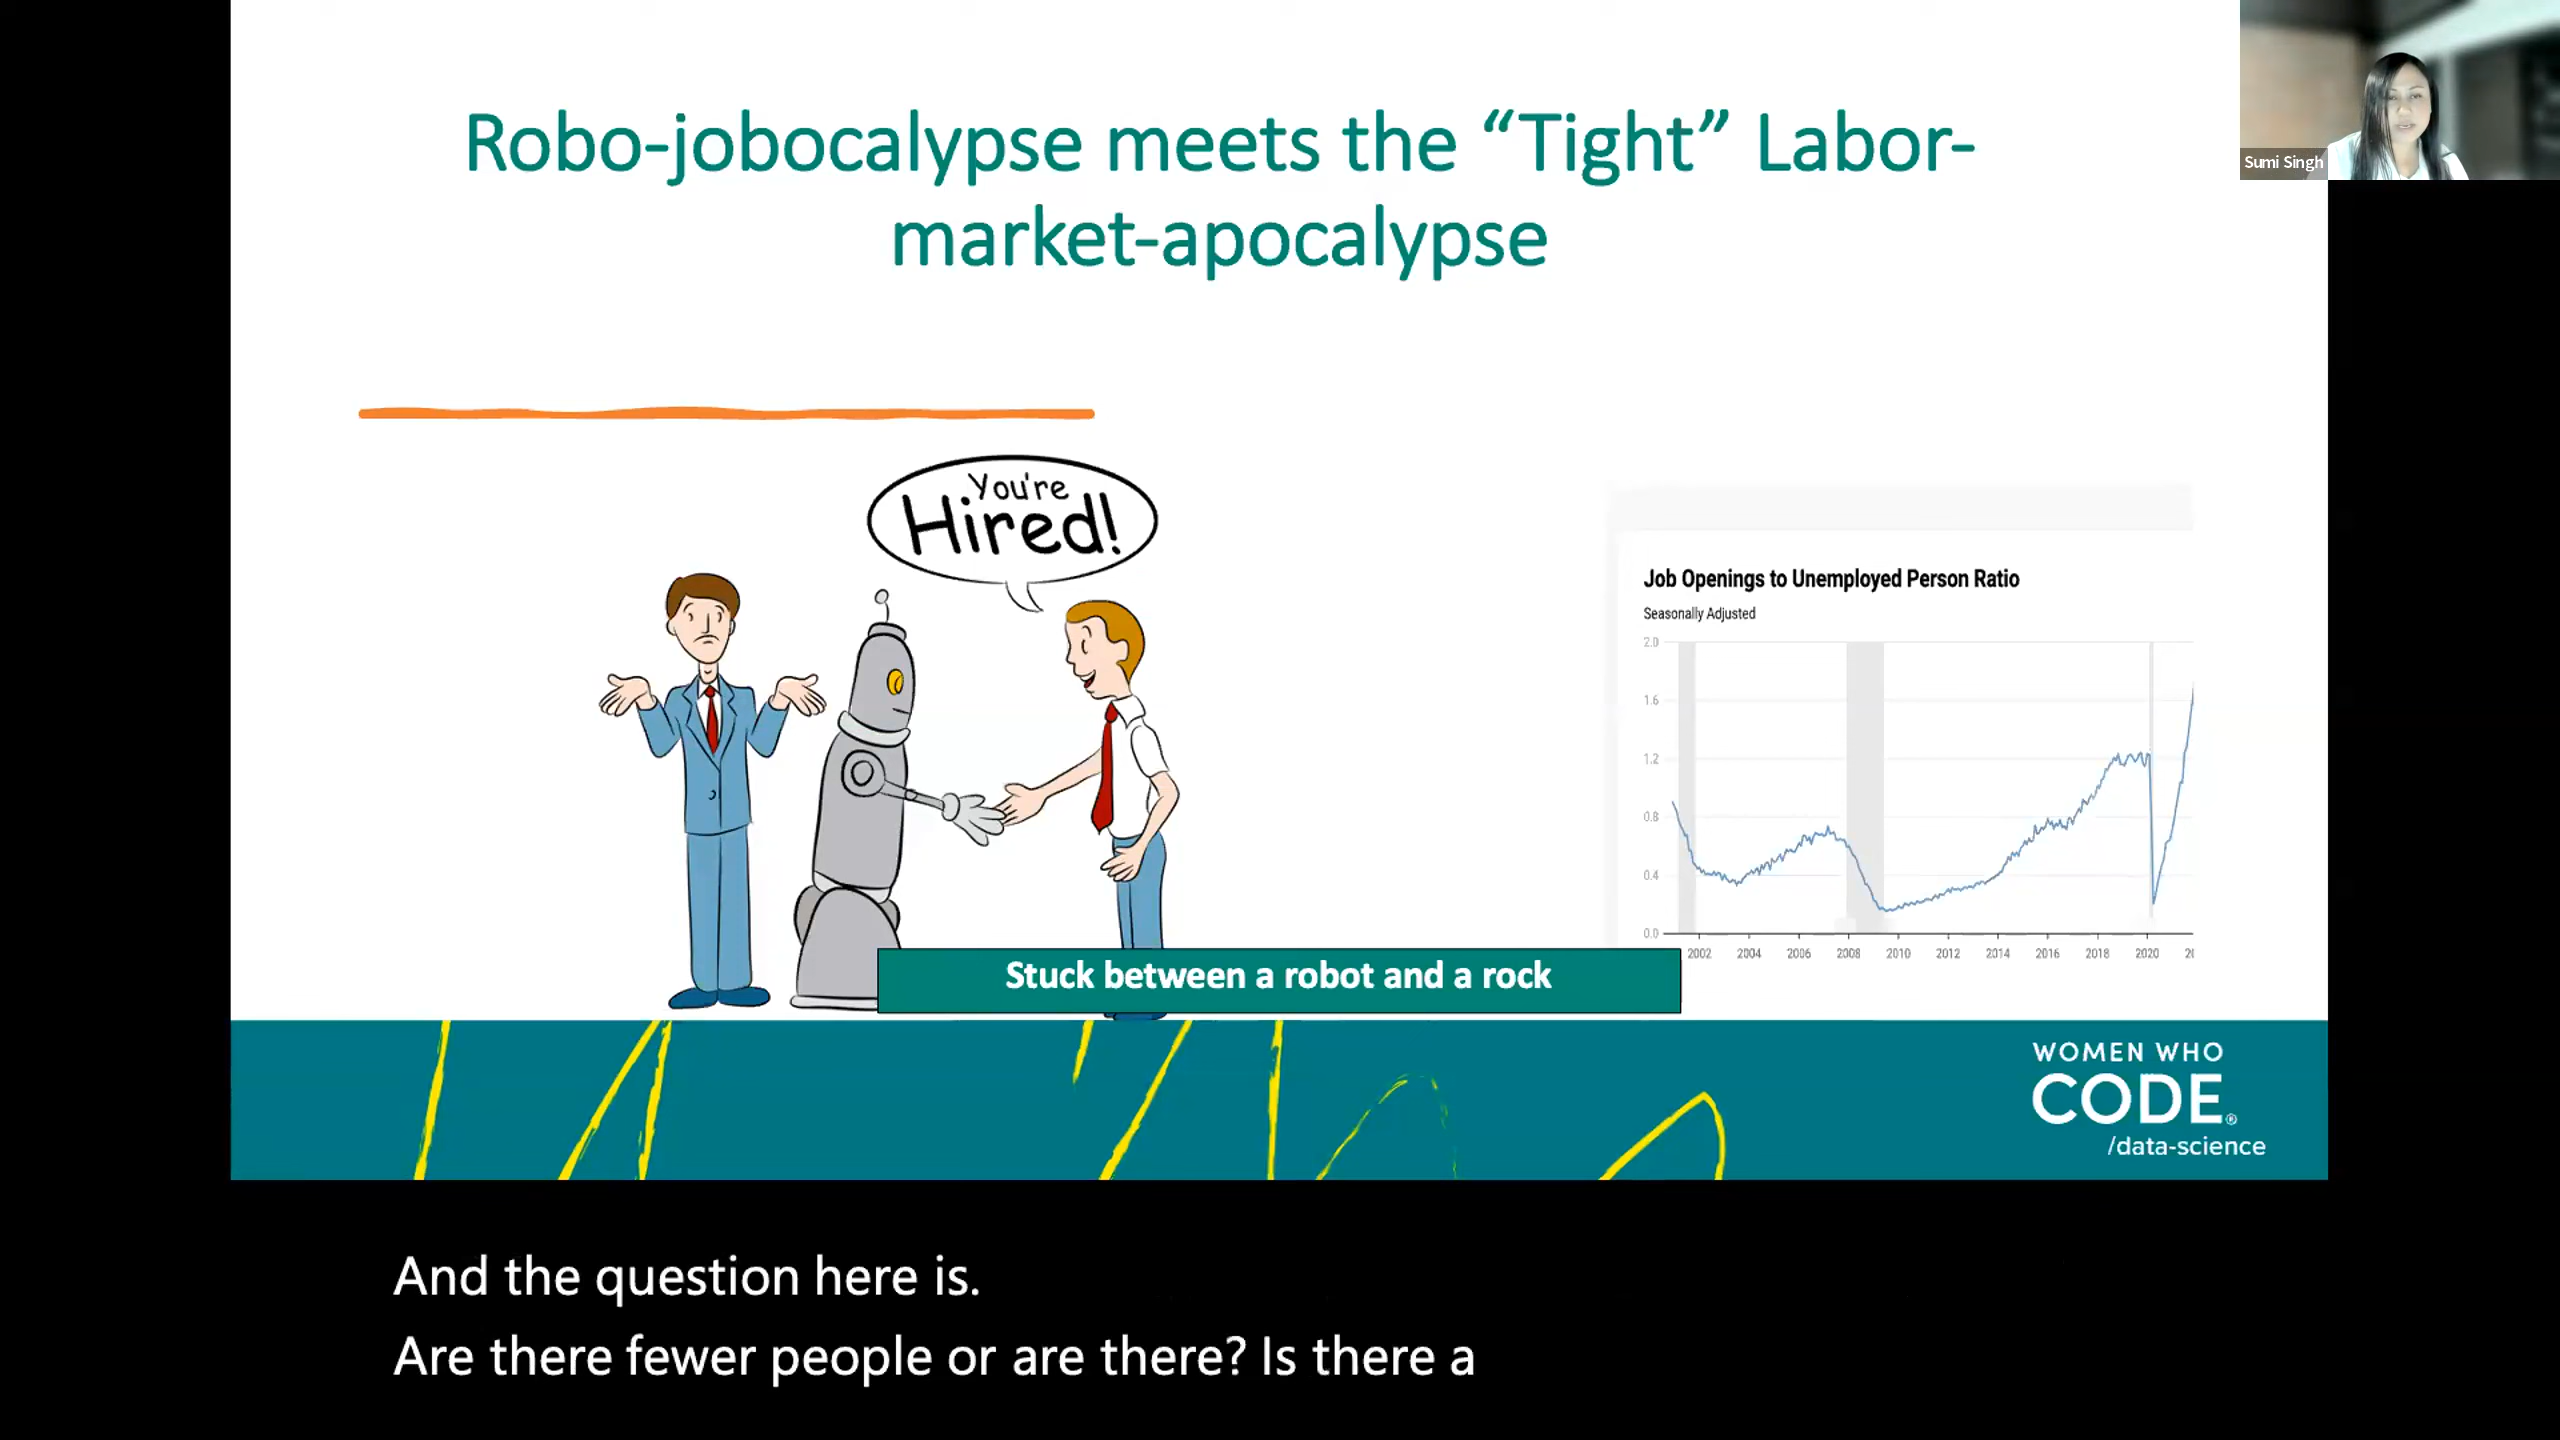 Robo-jobocalypse meets the “Tight” Labor-
market-apocalypse
Sumi Singh
You're
Hired!
Job Openings to Unemployed Person Ratio
Seasonally Adjusted
2.0
1.6
1.2
0.8
0.4
0.0
2002 2004 2006 2008 2010 2012 2014 2016 2018 2020 2(
Stuck between a robot and a rock
WOMEN WHO
CODE®
/data-science
And the question here is.
Are there fewer people or are there? Is there a